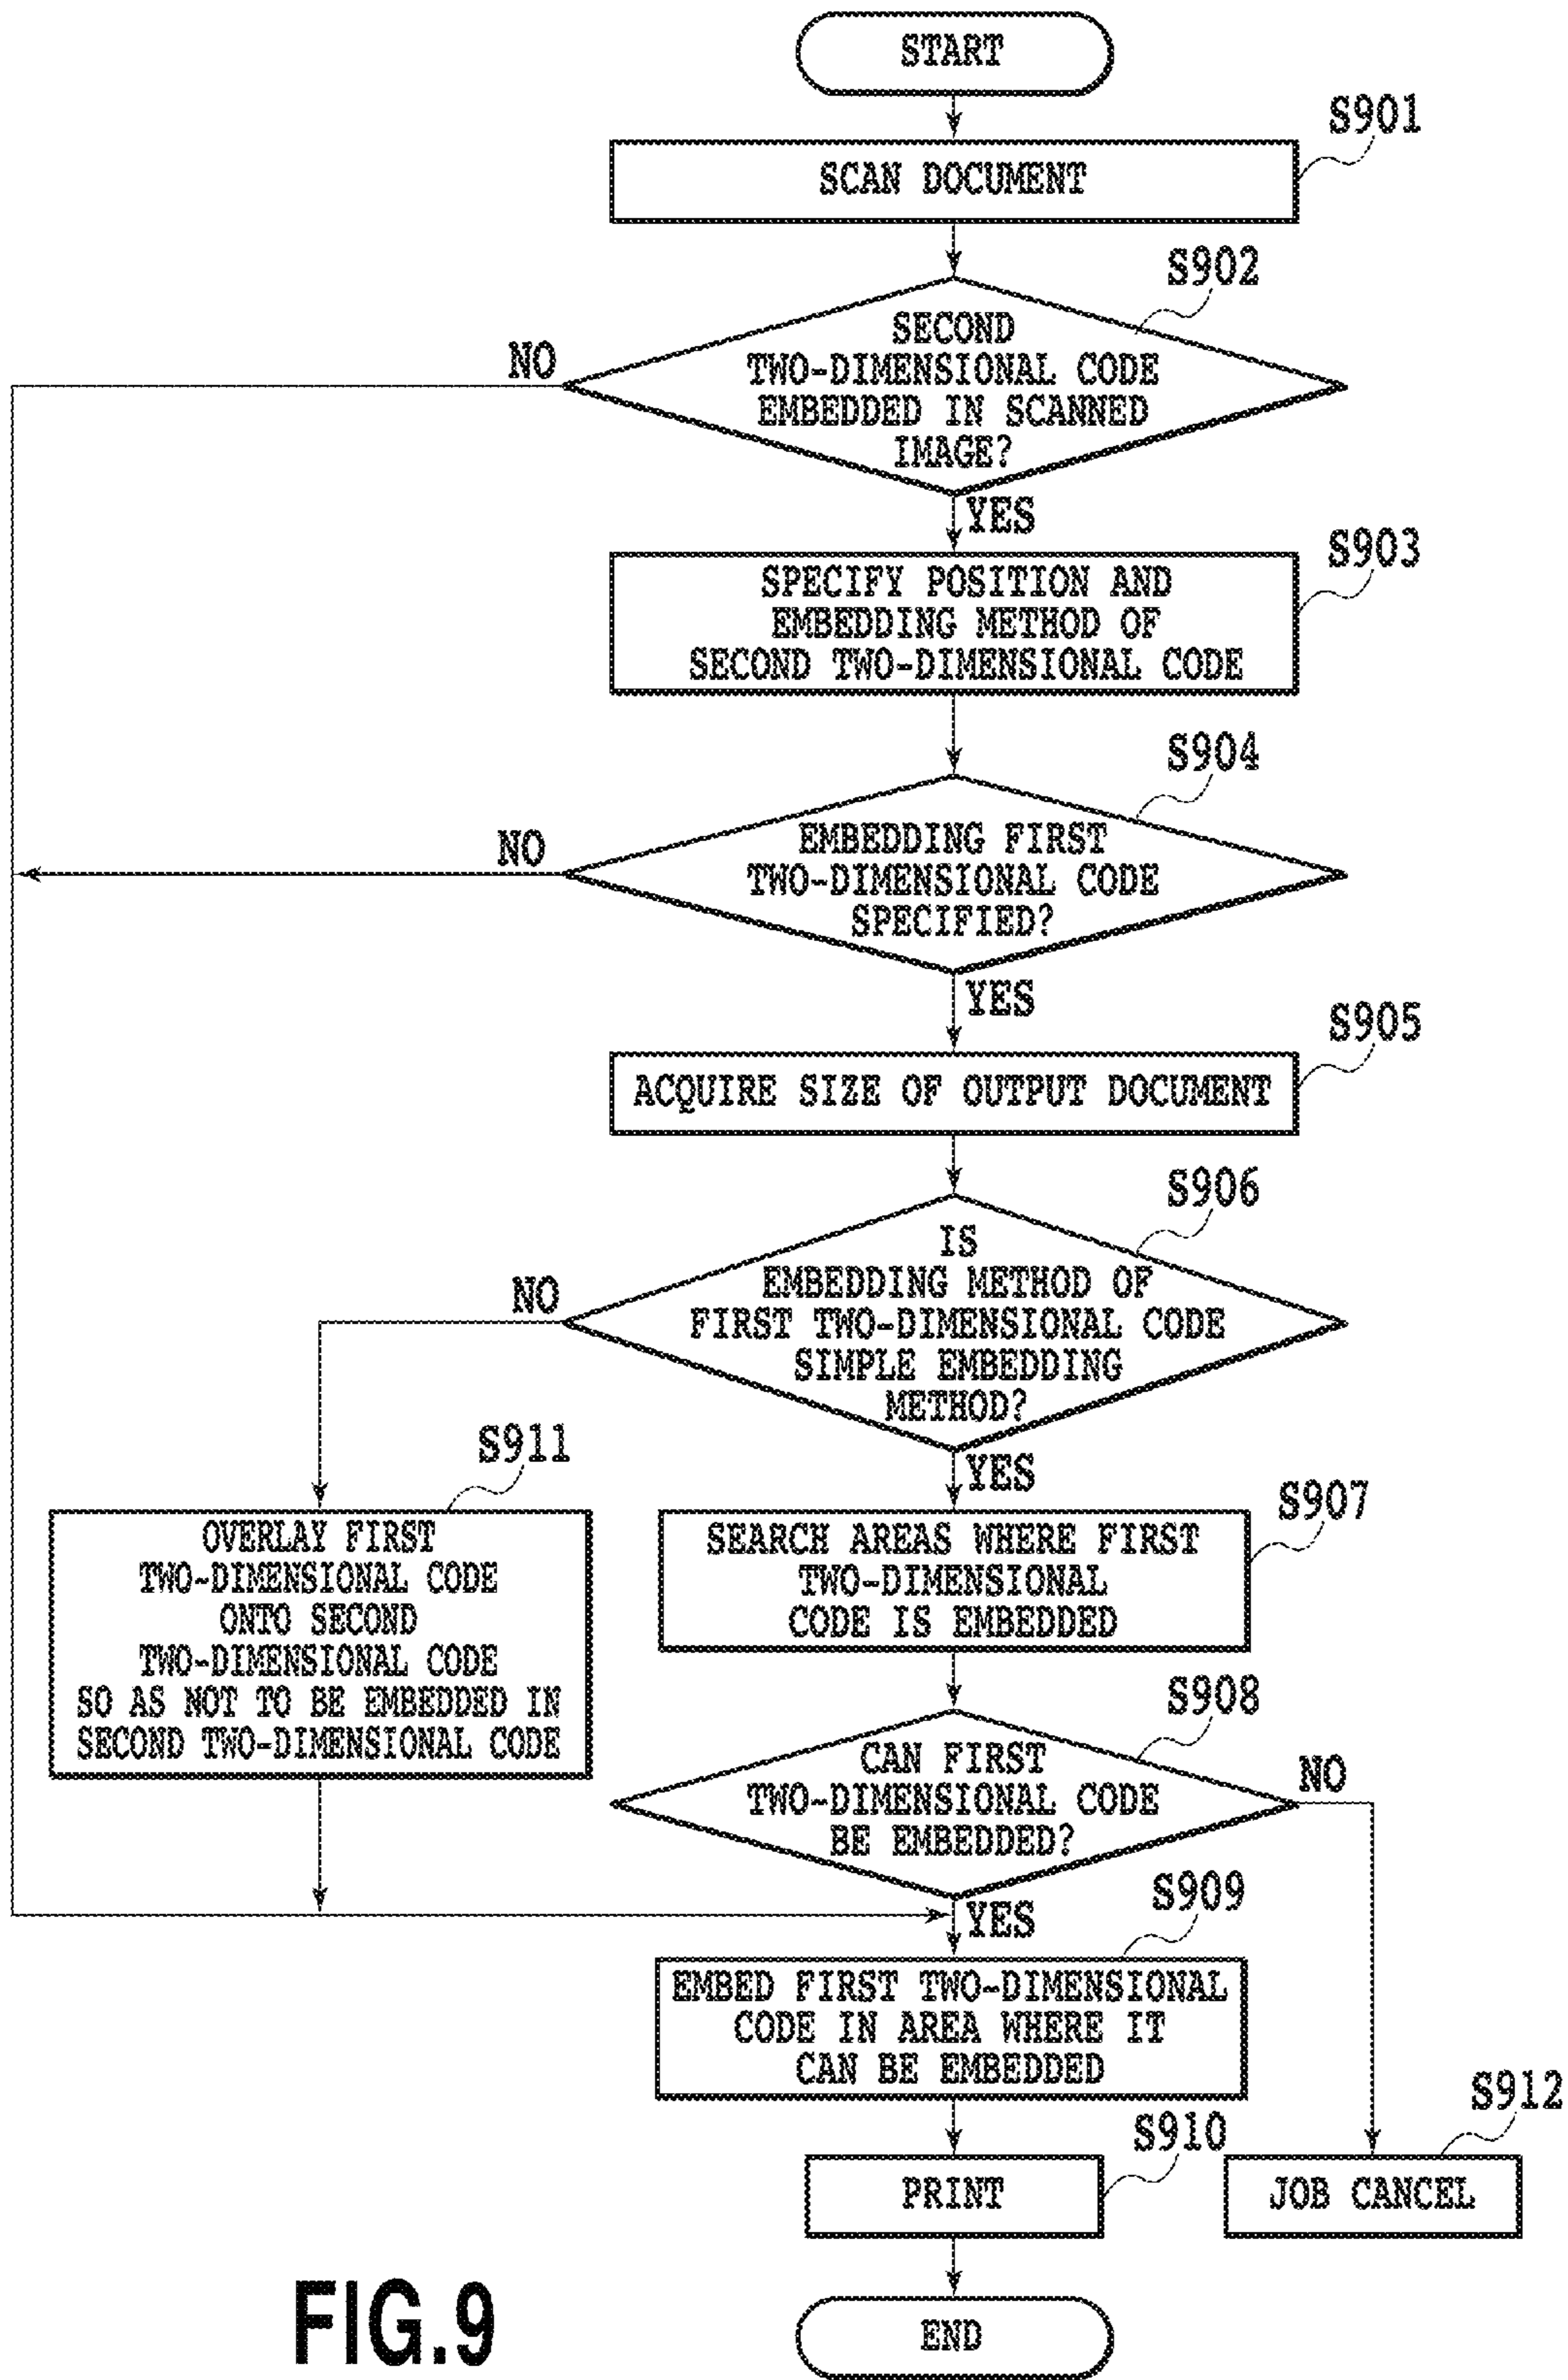 START
S901
SCAN DOCUMENT
S902
SECOND
TWO-DIMENSIONAL CODE
EMBEDDED IN SCANNED
IMAGE?
NO
YES
S903
SPECIFY POSITION AND
EMBEDDING METHOD OF
SECOND TWO-DIMENSIONAL CODE
S904
EMBEDDING FIRST
TWO-DIMENSIONAL CODE
SPECIFIED?
NO
YES
S905
ACQUIRE SIZE OF OUTPUT DOCUMENT
S906
IS
EMBEDDING METHOD OF
FIRST TWO-DIMENSIONAL CODE
SIMPLE EMBEDDING
METHOD?
NO
YES
S911
OVERLAY FIRST
TWO-DIMENSIONAL CODE
ONTO SECOND
TWO-DIMENSIONAL CODE
SO AS NOT TO BE EMBEDDED IN
SECOND TWO-DIMENSIONAL CODE
S907
SEARCH AREAS WHERE FIRST
TWO-DIMENSIONAL
CODE IS EMBEDDED
S908
CAN FIRST
TWO-DIMENSIONAL CODE
BE EMBEDDED?
NO
YES
S909
EMBED FIRST TWO-DIMENSIONAL
CODE IN AREA WHERE IT
CAN BE EMBEDDED
S910
PRINT
S912
JOB CANCEL
END
FIG.9